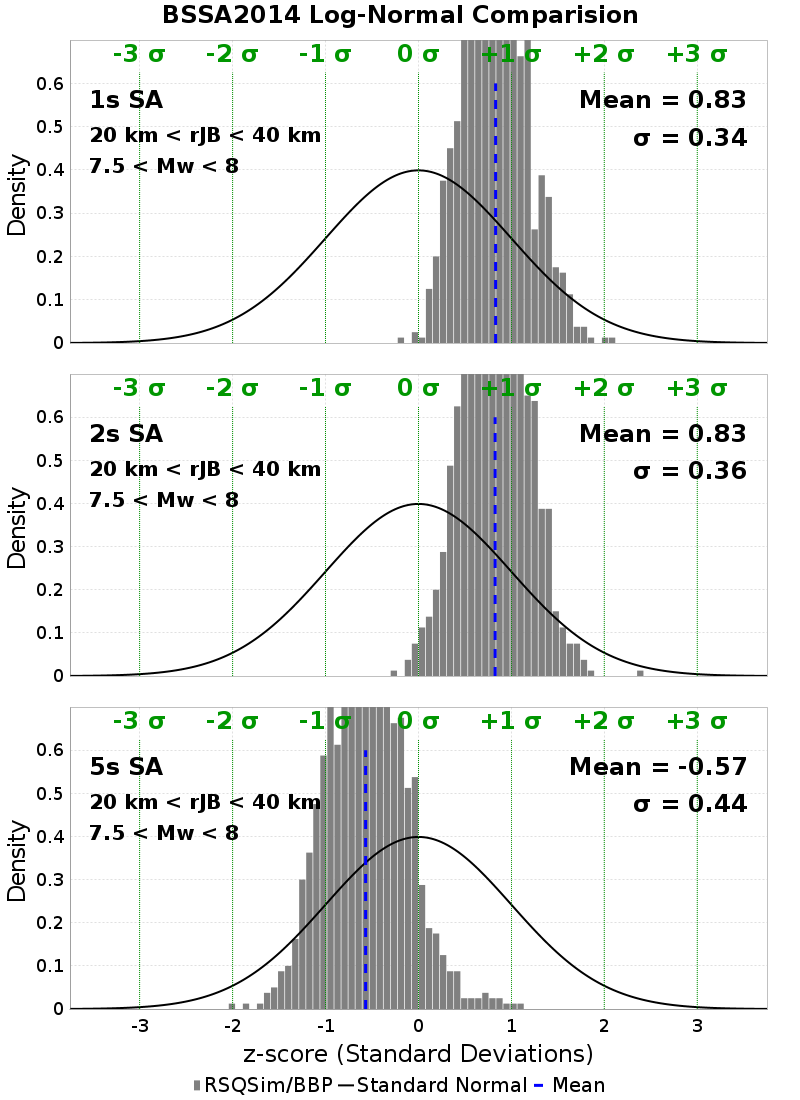 BSSA2014 Log-Normal Comparision
-3 σ -2 σ -1 σ 0 σ +1 σ +2 σ +3 σ
1s SA
Mean = 0.83
20 km < rJB < 40 km
σ = 0.34
7.5 < Mw < 8
0.6
0.5
0.4
0.3
0.2
0.1
0
Density
-3 σ -2 σ -1 σ 0 σ +1 σ +2 σ +3 σ
2s SA
Mean = 0.83
20 km < rJB < 40 km
σ = 0.36
7.5 < Mw < 8
0.6
0.5
0.4
0.3
0.2
0.1
0
Density
-3 σ -2 σ -1 σ 0 σ +1 σ +2 σ +3 σ
5s SA
Mean = -0.57
20 km < rJB < 40 km
σ = 0.44
7.5 < Mw < 8
0.6
0.5
0.4
0.3
0.2
0.1
0
Density
-3 -2 -1 0 1 2 3
z-score (Standard Deviations)
RSQSim/BBP Standard Normal Mean